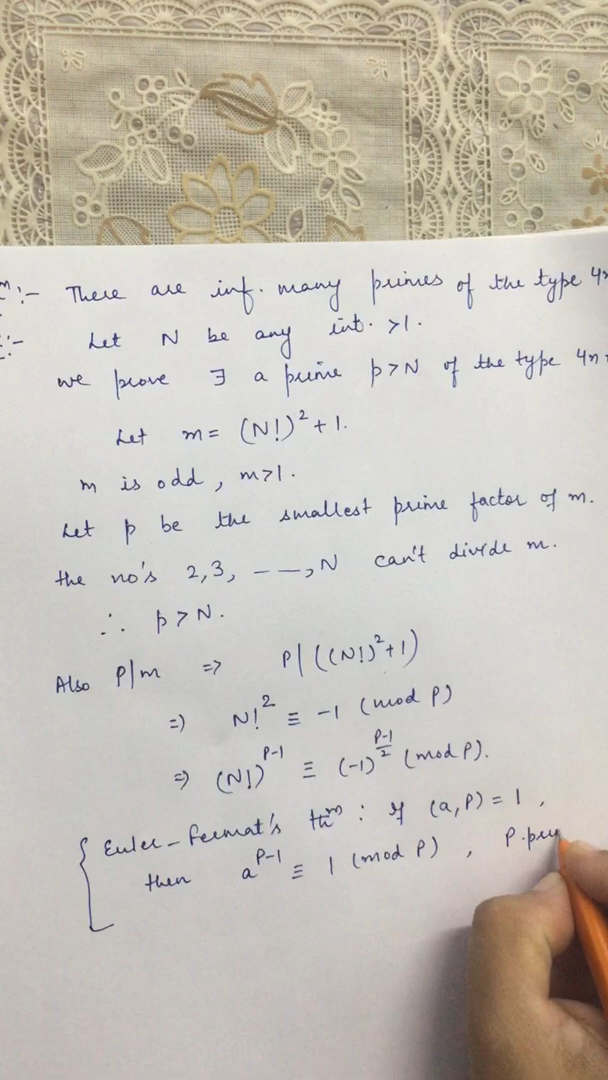 m:- There are inf. many primes of the type 4n
:- Let N be any int. >1.
we prove ∃ a prime p>N of the type 4n
Let m = (N!)² + 1.
m is odd, m>1.
Let p be the smallest prime factor of m.
the no's 2,3, -- --, N can't divide m.
∴ p > N.
Also P/m => P|((N!)²+1)
=) N!² ≡ -1 (mod P)
=> (N!)^{P-1} ≡ (-1)^{\frac{P-1}{2}} (mod P).
{ Euler-Fermat's th^m : If (a, P) = 1,
then a^{P-1} ≡ 1 (mod P), P.